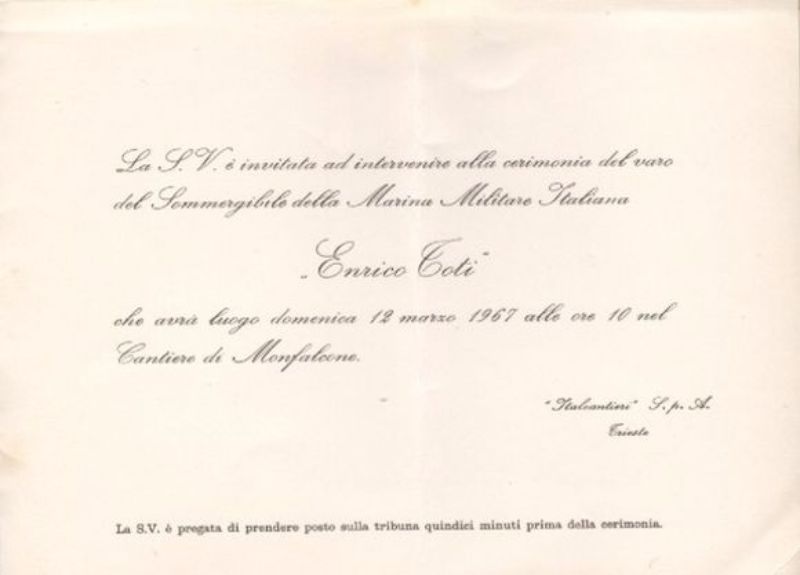 La S. V. è invitata ad intervenire alla cerimonia del varo
del Sommergibile della Marina Militare Italiana
„Enrico Toti"
che avrà luogo domenica 12 marzo 1967 alle ore 10 nel
Cantiere di Monfalcone.
"Italcantieri" S. p. A.
Trieste
La S.V. è pregata di prendere posto sulla tribuna quindici minuti prima della cerimonia.